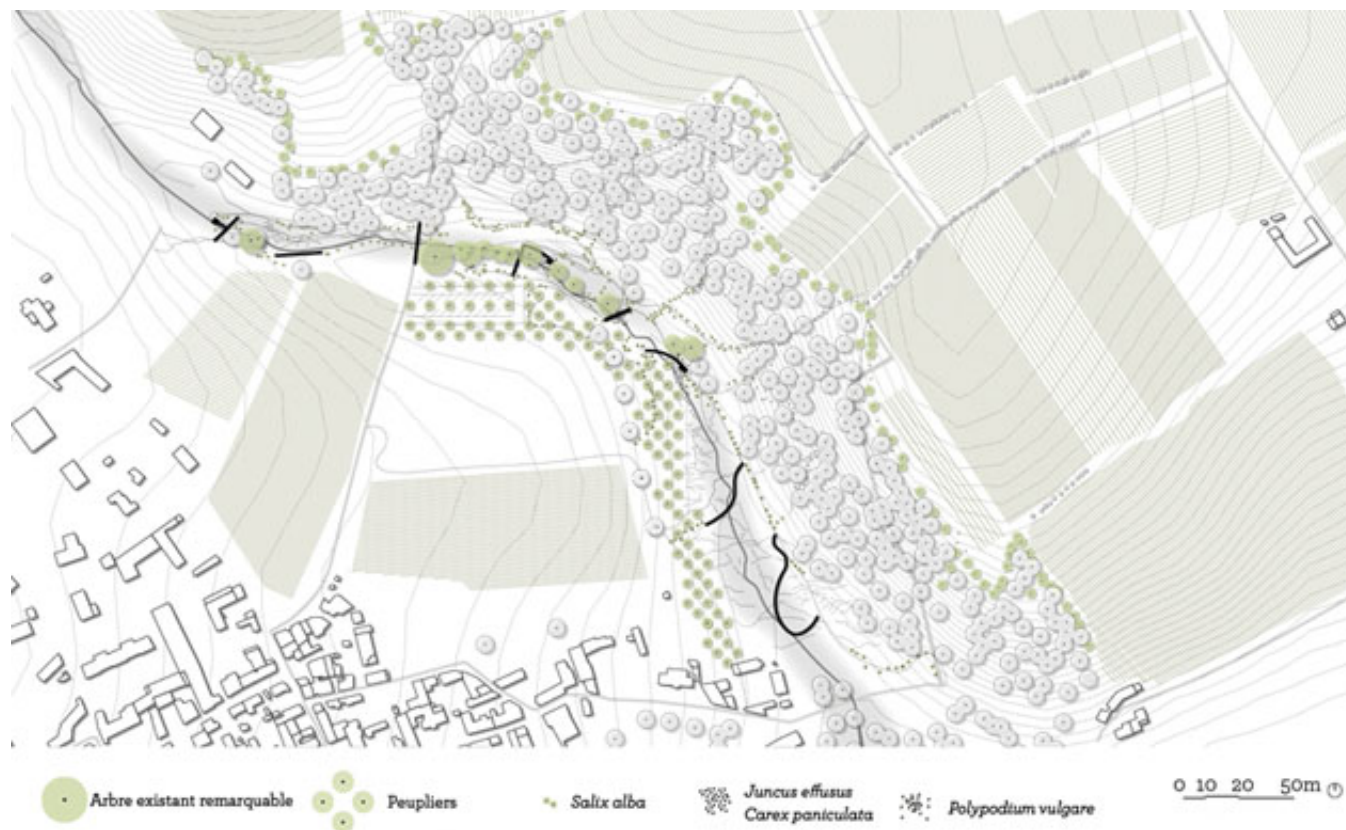 Arbre existant remarquable
Peupliers
Salix alba
Juncus effusus
Carex paniculata
Polypodium vulgare
0 10 20 50m